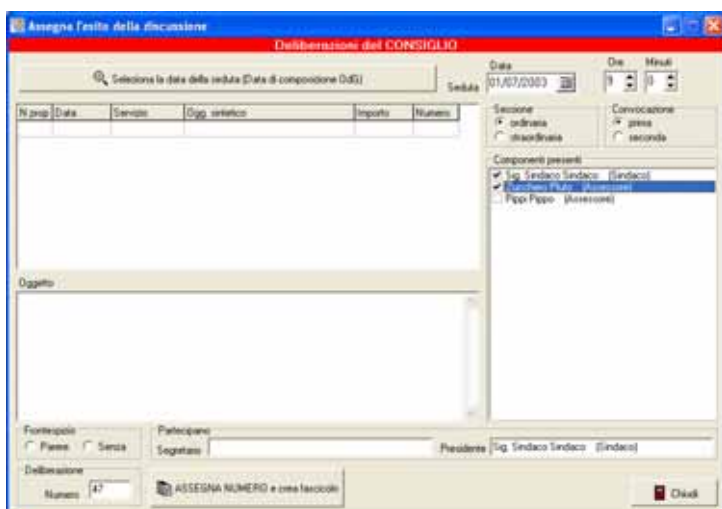 Assegna l'esito della discussione
Deliberazioni del CONSIGLIO
Seleziona la data della seduta (Data di composizione OdG)
Seduta
Data
01/07/2003
Ore
9
Minuti
0
N.prop Data Servizio Ogg. sintetico Importo Numero
Sessione
ordinaria
straordinaria
Convocazione
prima
seconda
Componenti presenti
Sig. Sindaco Sindaco (Sindaco)
Zucchero Pluto (Assessore)
Pippi Pippo (Assessore)
Oggetto
Frontespizio
Parere Senza
Partecipano
Segretario
Presidente Sig. Sindaco Sindaco (Sindaco)
Deliberazione
Numero 47
ASSEGNA NUMERO e crea fascicolo
Chiudi